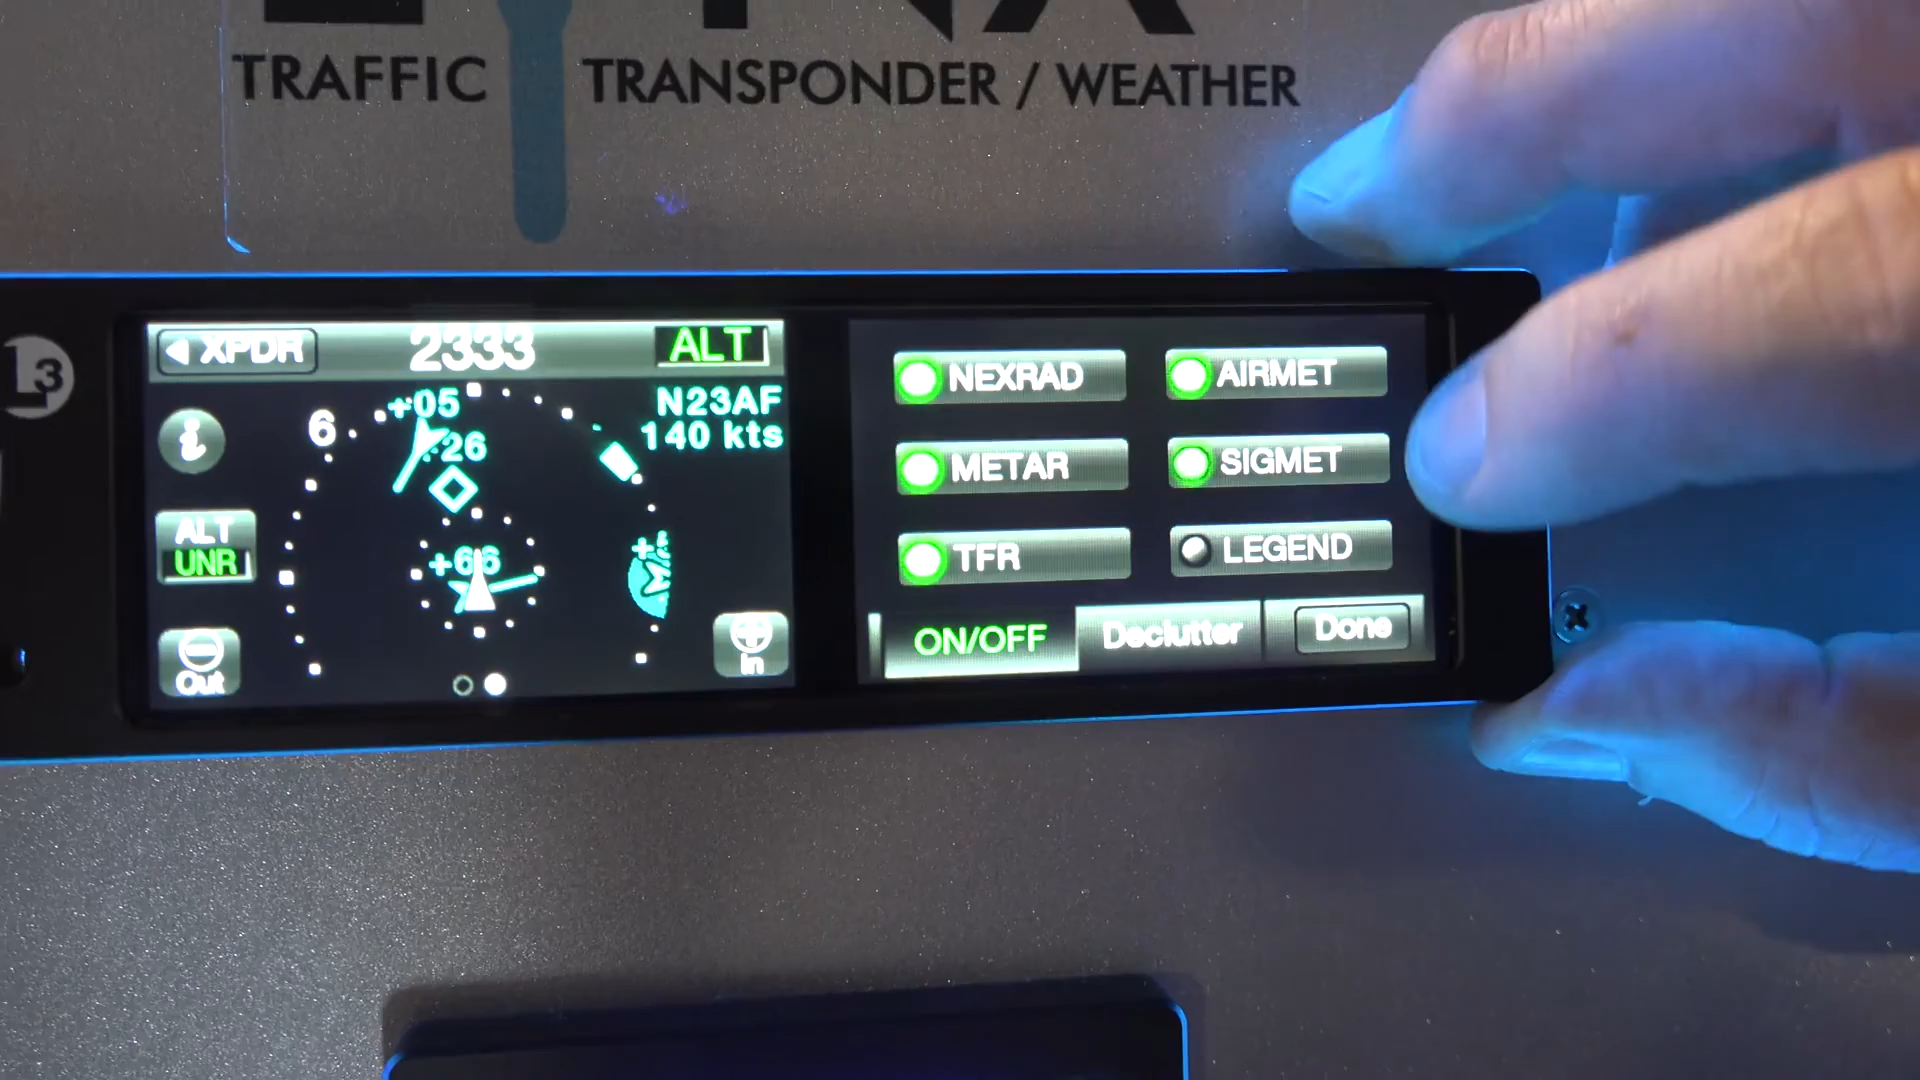 TRAFFIC TRANSPONDER / WEATHER
L3
XPDR 2333 ALT
N23AF
140 kts
6
+05
26
+66
i
ALT
UNR
Out
In
NEXRAD AIRMET
METAR SIGMET
TFR LEGEND
ON/OFF Declutter Done